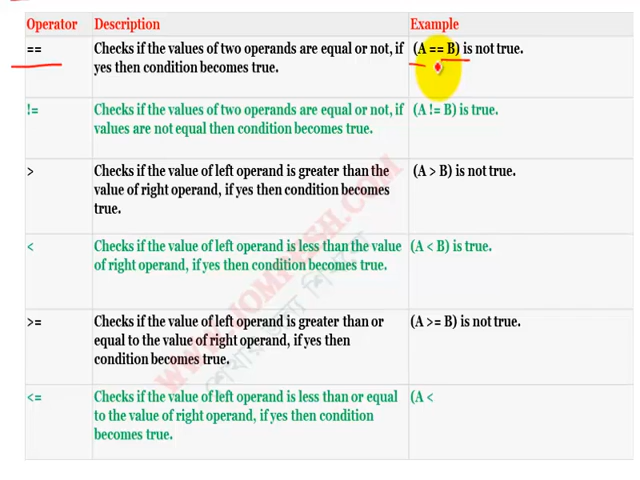 Operator Description Example
== Checks if the values of two operands are equal or not, if (A == B) is not true.
yes then condition becomes true.
!= Checks if the values of two operands are equal or not, if (A != B) is true.
values are not equal then condition becomes true.
> Checks if the value of left operand is greater than the (A > B) is not true.
value of right operand, if yes then condition becomes
true.
< Checks if the value of left operand is less than the value (A < B) is true.
of right operand, if yes then condition becomes true.
>= Checks if the value of left operand is greater than or (A >= B) is not true.
equal to the value of right operand, if yes then
condition becomes true.
<= Checks if the value of left operand is less than or equal (A <
to the value of right operand, if yes then condition
becomes true.